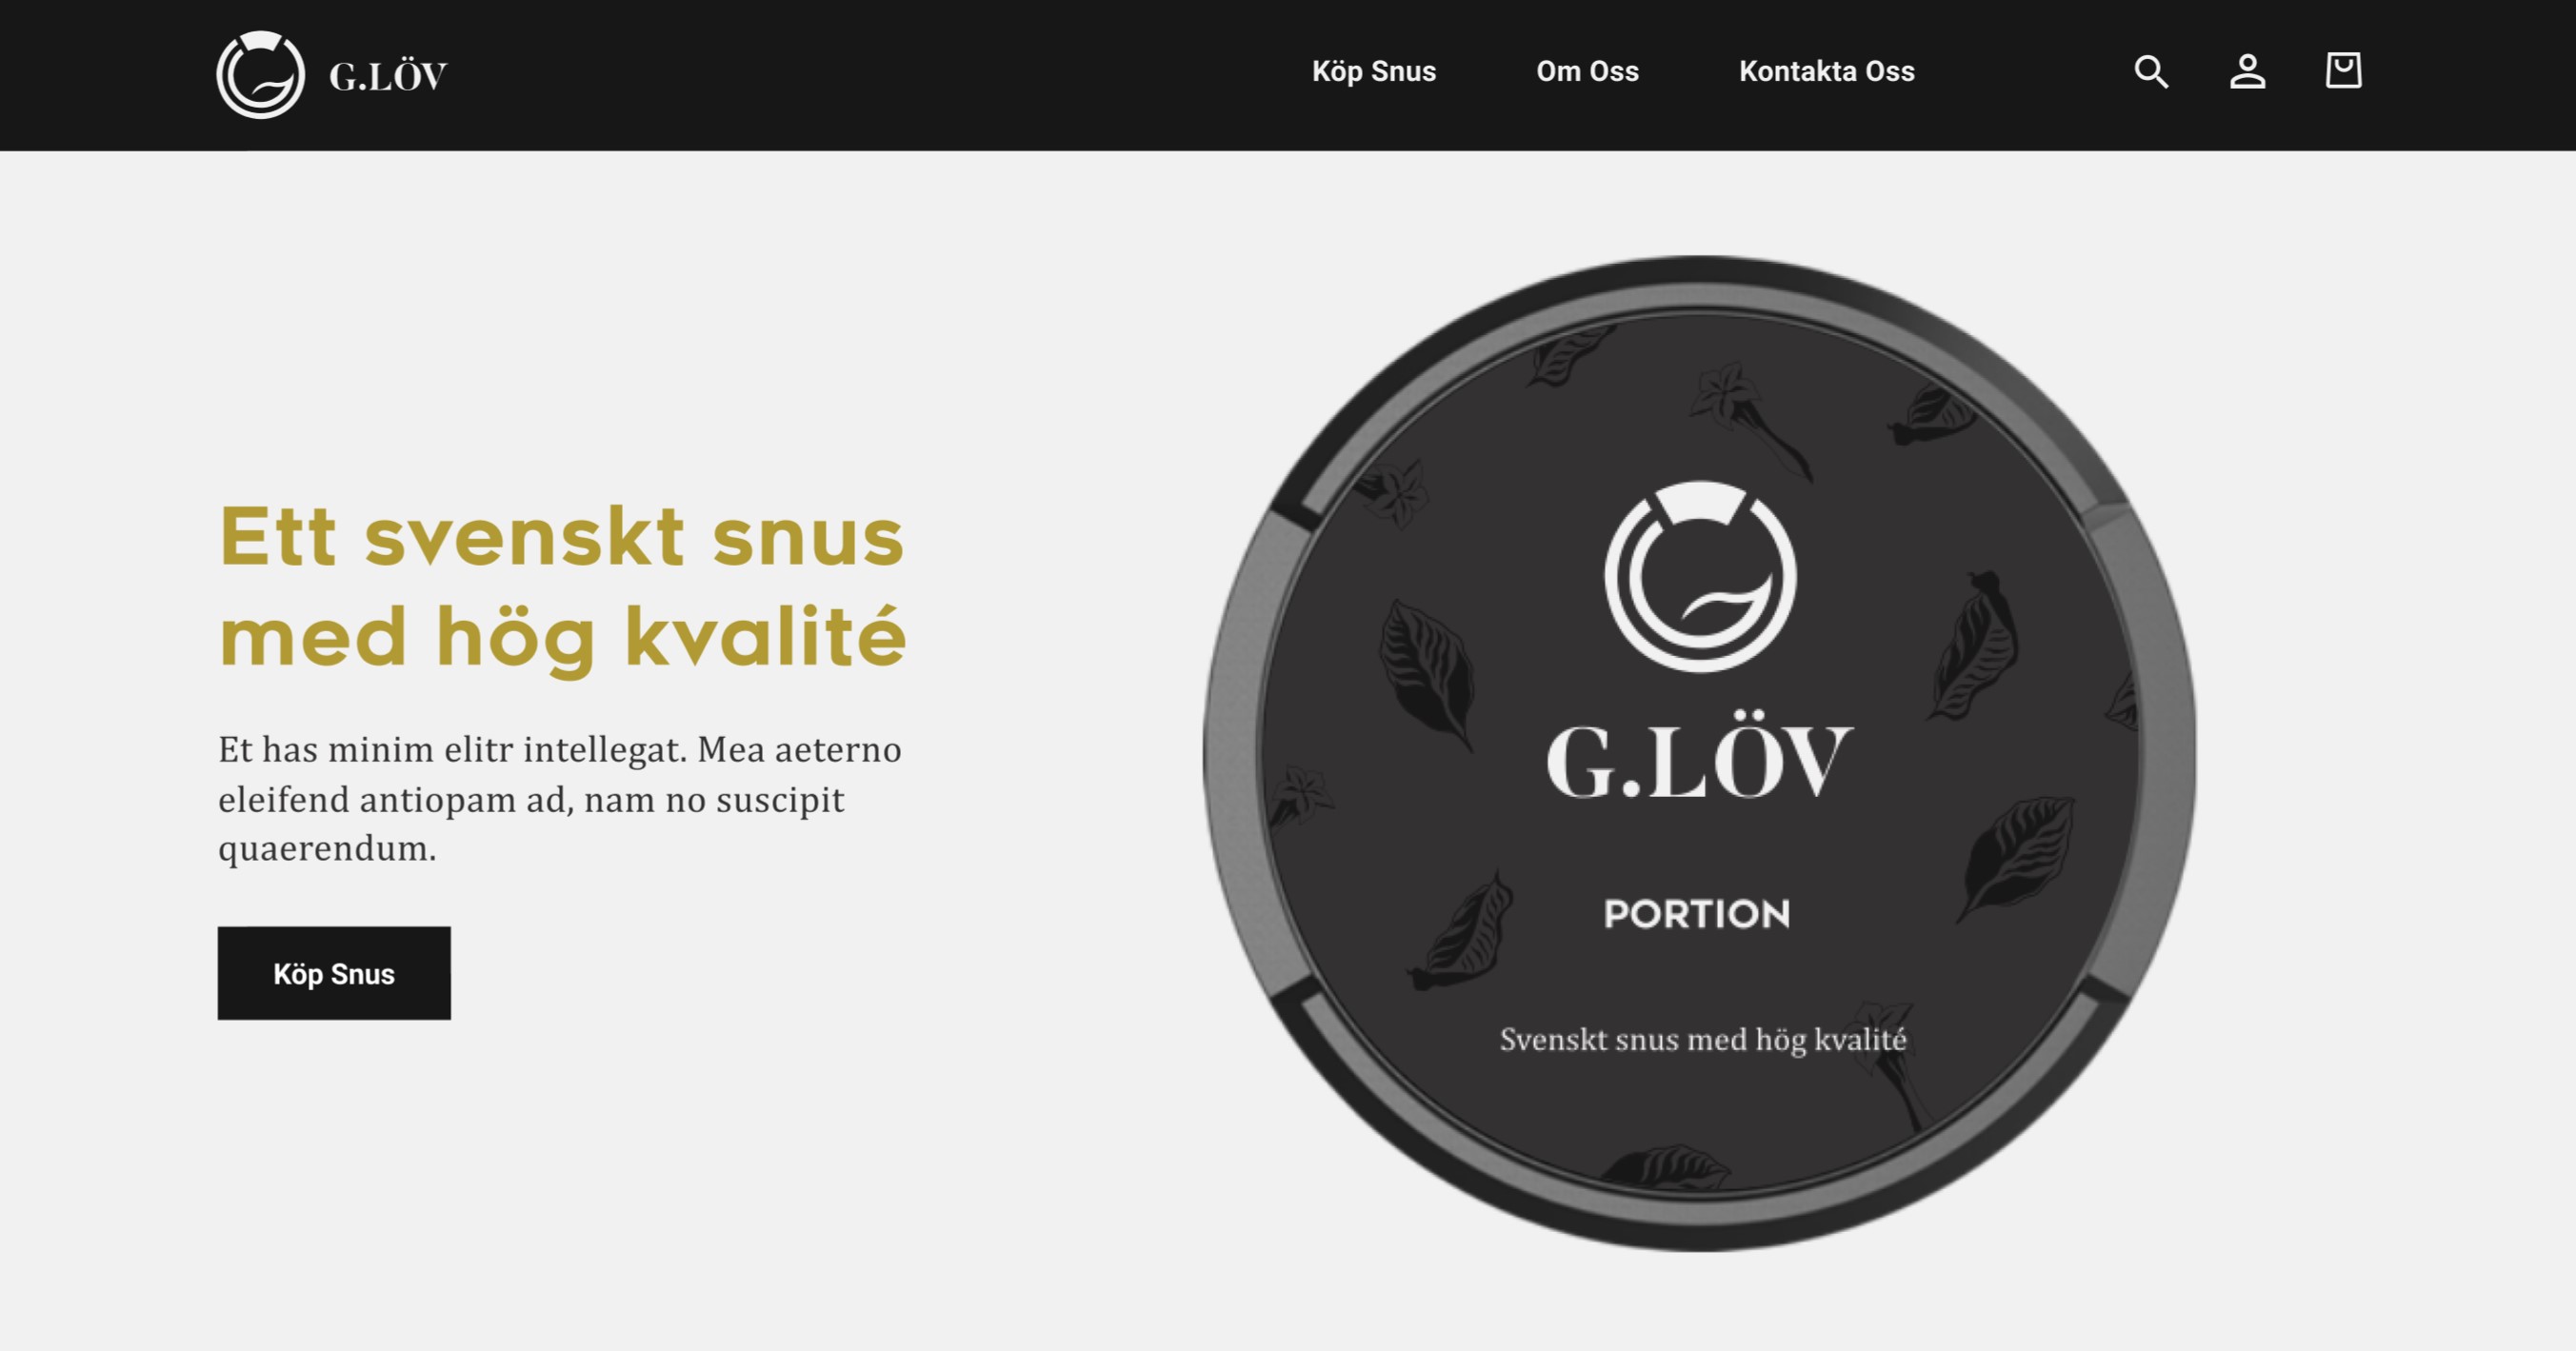 G.LÖV
Köp Snus
Om Oss
Kontakta Oss
Ett svenskt snus
med hög kvalité
Et has minim elitr intellegat. Mea aeterno
eleifend antiopam ad, nam no suscipit
quaerendum.
Köp Snus
G.LÖV
PORTION
Svenskt snus med hög kvalité